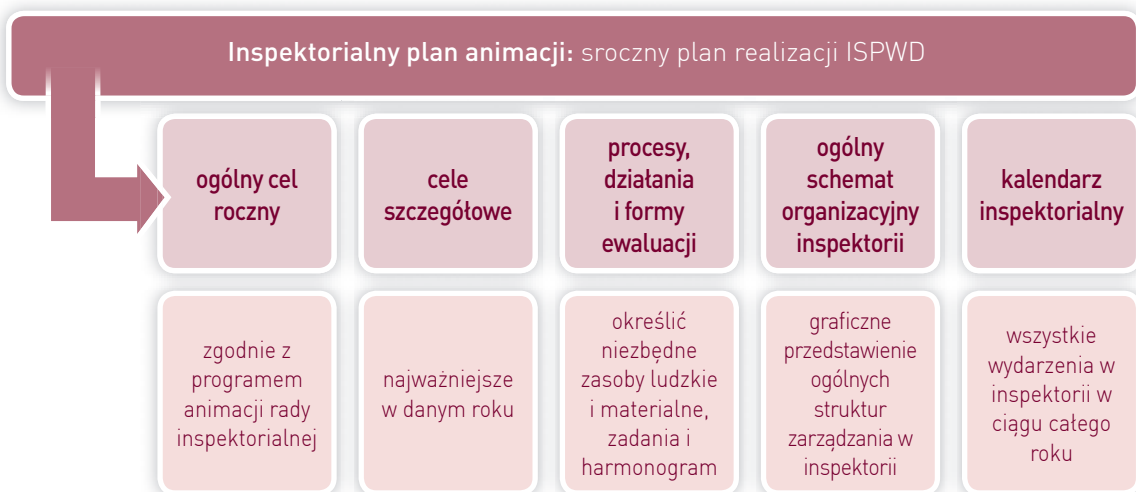 Inspektorialny plan animacji: sroczny plan realizacji ISPWD
ogólny cel
roczny
cele
szczegółowe
procesy,
działania
i formy
ewaluacji
ogólny
schemat
organizacyjny
inspektorii
kalendarz
inspektorialny
zgodnie z
programem
animacji rady
inspektorialnej
najważniejsze
w danym roku
określić
niezbędne
zasoby ludzkie
i materialne,
zadania i
harmonogram
graficzne
przedstawienie
ogólnych
struktur
zarządzania w
inspektorii
wszystkie
wydarzenia w
inspektorii w
ciągu całego
roku